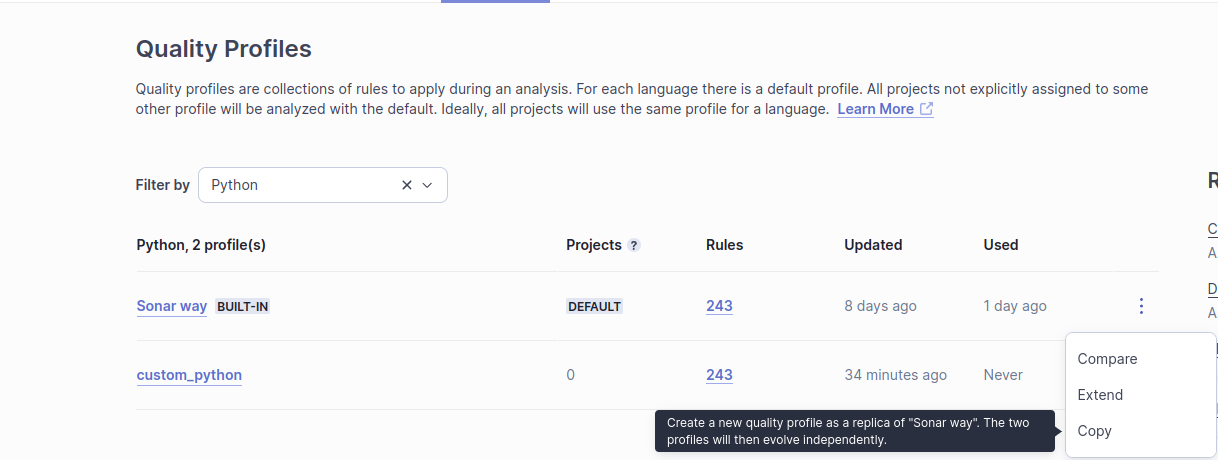 Quality Profiles
Quality profiles are collections of rules to apply during an analysis. For each language there is a default profile. All projects not explicitly assigned to some
other profile will be analyzed with the default. Ideally, all projects will use the same profile for a language. Learn More
Filter by Python
Python, 2 profile(s) Projects ? Rules Updated Used
Sonar way BUILT-IN DEFAULT 243 8 days ago 1 day ago
custom_python 0 243 34 minutes ago Never
Compare
Extend
Copy
Create a new quality profile as a replica of "Sonar way". The two
profiles will then evolve independently.